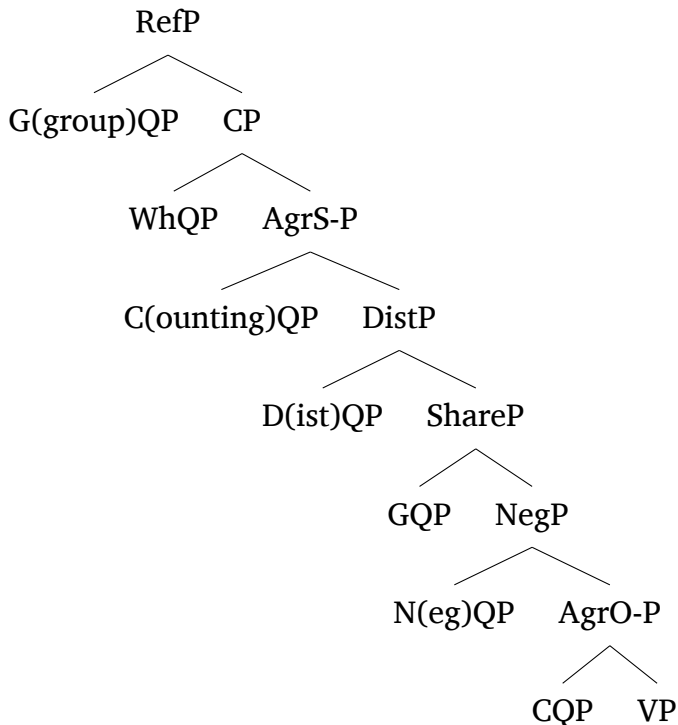 RefP
G(group)QP CP
WhQP AgrS-P
C(ounting)QP DistP
D(ist)QP ShareP
GQP NegP
N(eg)QP AgrO-P
CQP VP